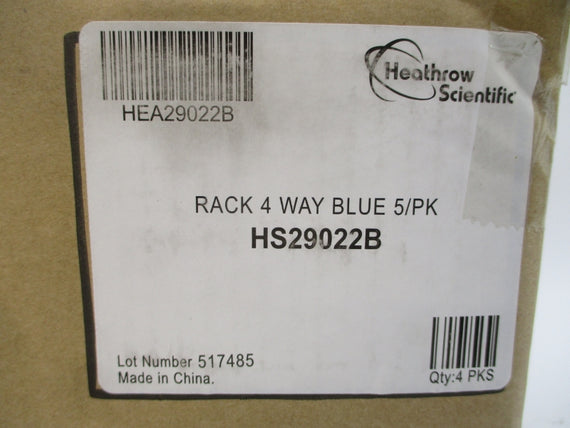 HEA29022B
Heathrow
Scientific
RACK 4 WAY BLUE 5/PK
HS29022B
Lot Number 517485
Made in China.
Qty:4 PKS